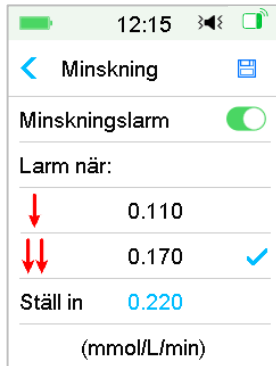 12:15
Minskning
Minskningslarm
Larm när:
0.110
0.170
Ställ in 0.220
(mmol/L/min)